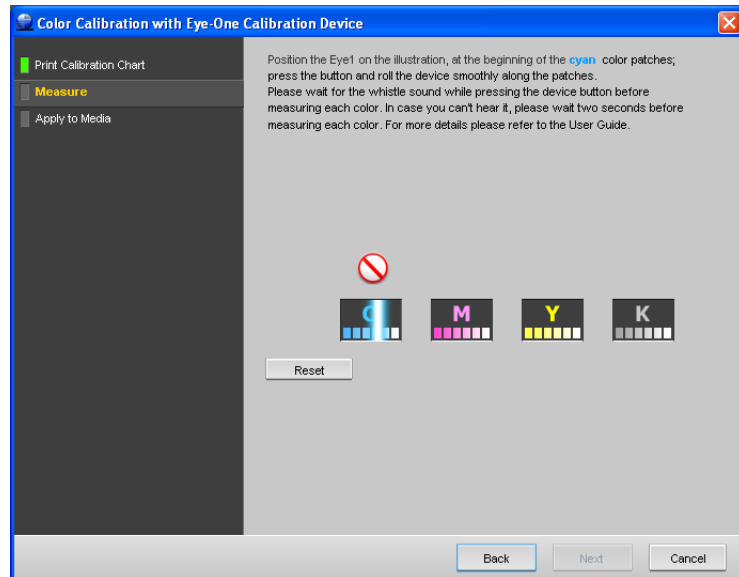 Color Calibration with Eye-One Calibration Device
Print Calibration Chart
Measure
Apply to Media
Position the Eye1 on the illustration, at the beginning of the cyan color patches;
press the button and roll the device smoothly along the patches.
Please wait for the whistle sound while pressing the device button before
measuring each color. In case you can't hear it, please wait two seconds before
measuring each color. For more details please refer to the User Guide.
C M Y K
Reset
Back Next Cancel